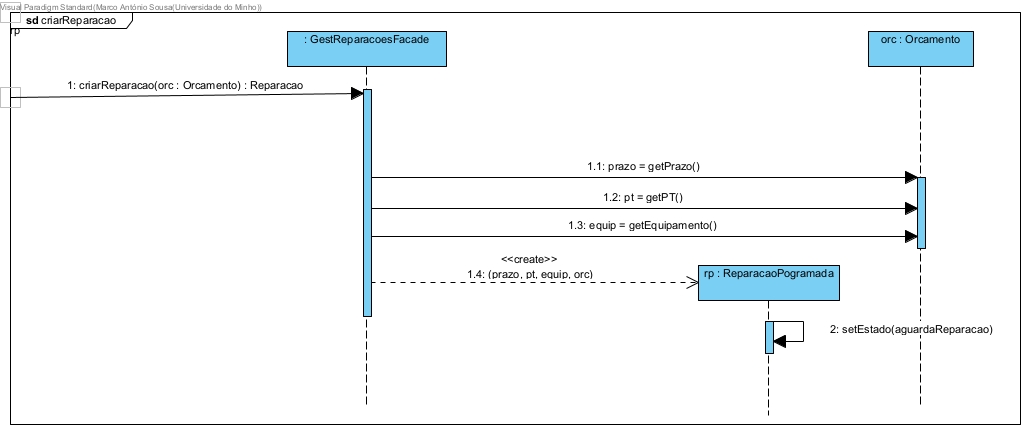 Visual Paradigm Standard(Marco António Sousa(Universidade do Minho))
sd criarReparacao
rp
: GestReparacoesFacade
orc : Orcamento
1: criarReparacao(orc : Orcamento) : Reparacao
1.1: prazo = getPrazo()
1.2: pt = getPT()
1.3: equip = getEquipamento()
<<create>>
1.4: (prazo, pt, equip, orc)
rp : ReparacaoPogramada
2: setEstado(aguardaReparacao)